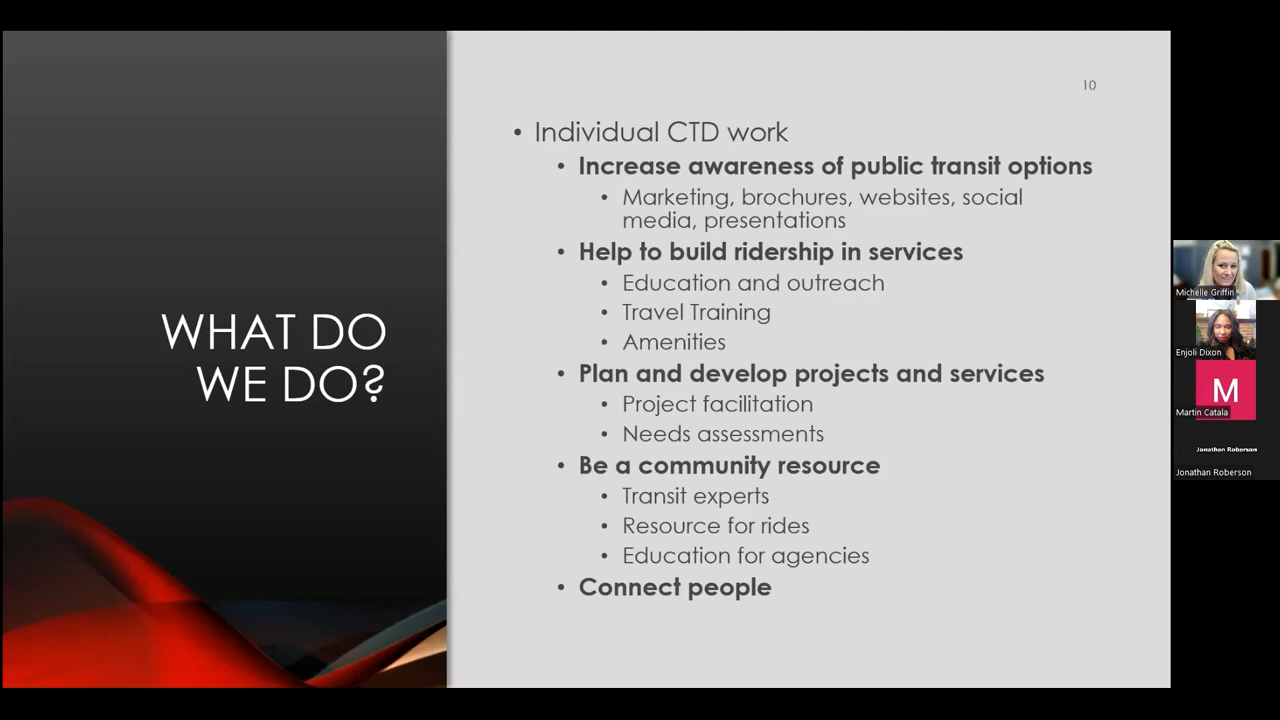 10
WHAT DO
WE DO?
• Individual CTD work
• Increase awareness of public transit options
• Marketing, brochures, websites, social
media, presentations
• Help to build ridership in services
• Education and outreach
• Travel Training
• Amenities
• Plan and develop projects and services
• Project facilitation
• Needs assessments
• Be a community resource
• Transit experts
• Resource for rides
• Education for agencies
• Connect people
Michelle Griffin
Enjoli Dixon
M
Martin Catala
Jonathan Roberson
Jonathan Roberson